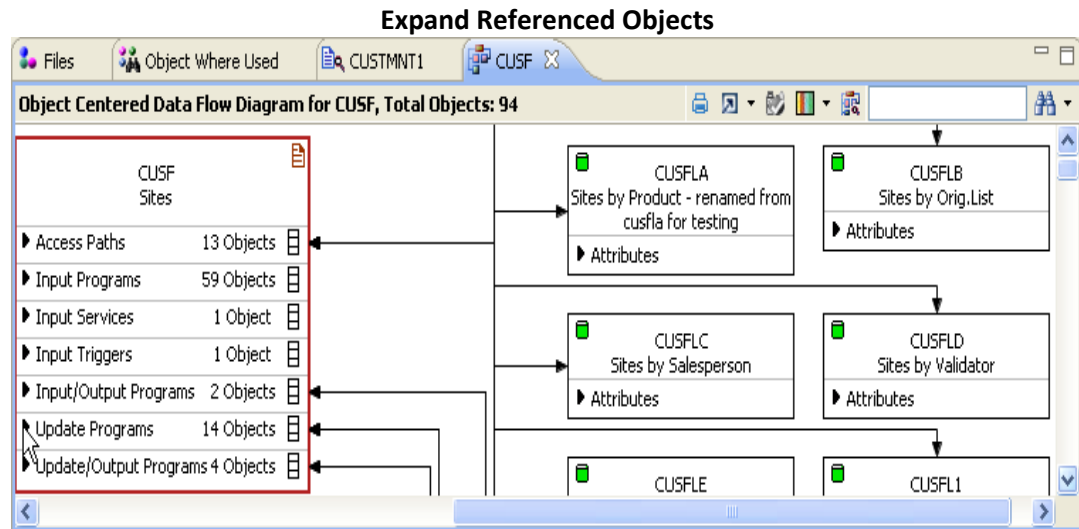 Expand Referenced Objects
Files
Object Where Used
CUSTMNT1
CUSF
Object Centered Data Flow Diagram for CUSF, Total Objects: 94
CUSF
Sites
Access Paths 13 Objects
Input Programs 59 Objects
Input Services 1 Object
Input Triggers 1 Object
Input/Output Programs 2 Objects
Update Programs 14 Objects
Update/Output Programs 4 Objects
CUSFLA
Sites by Product - renamed from
cusfla for testing
Attributes
CUSFLB
Sites by Orig.List
Attributes
CUSFLC
Sites by Salesperson
Attributes
CUSFLD
Sites by Validator
Attributes
CUSFLE
CUSFL1